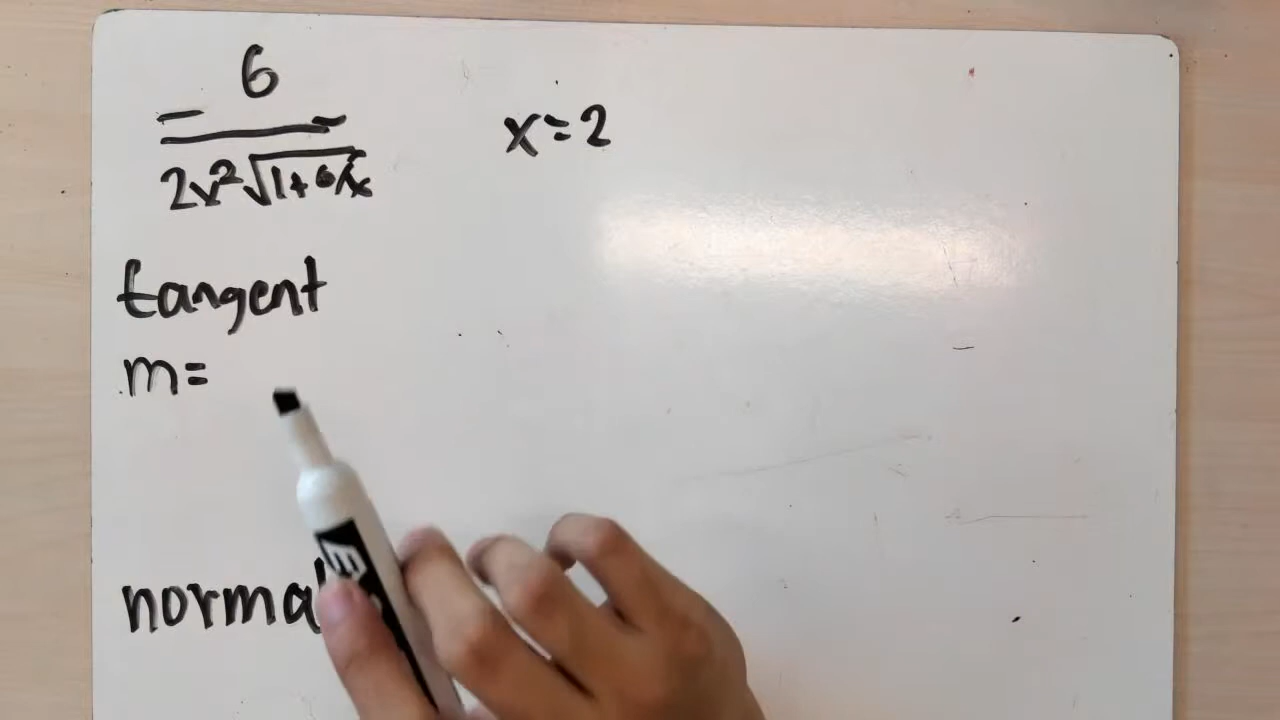 - 6
2x²√1+6/x
x=2
tangent
m=
normal